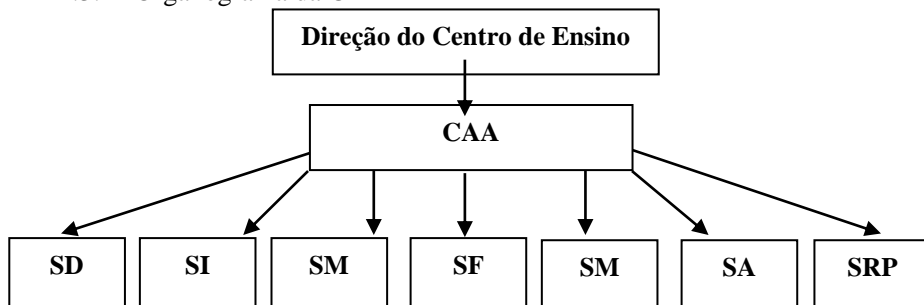 Direção do Centro de Ensino
CAA
SD SI SM SF SM SA SRP